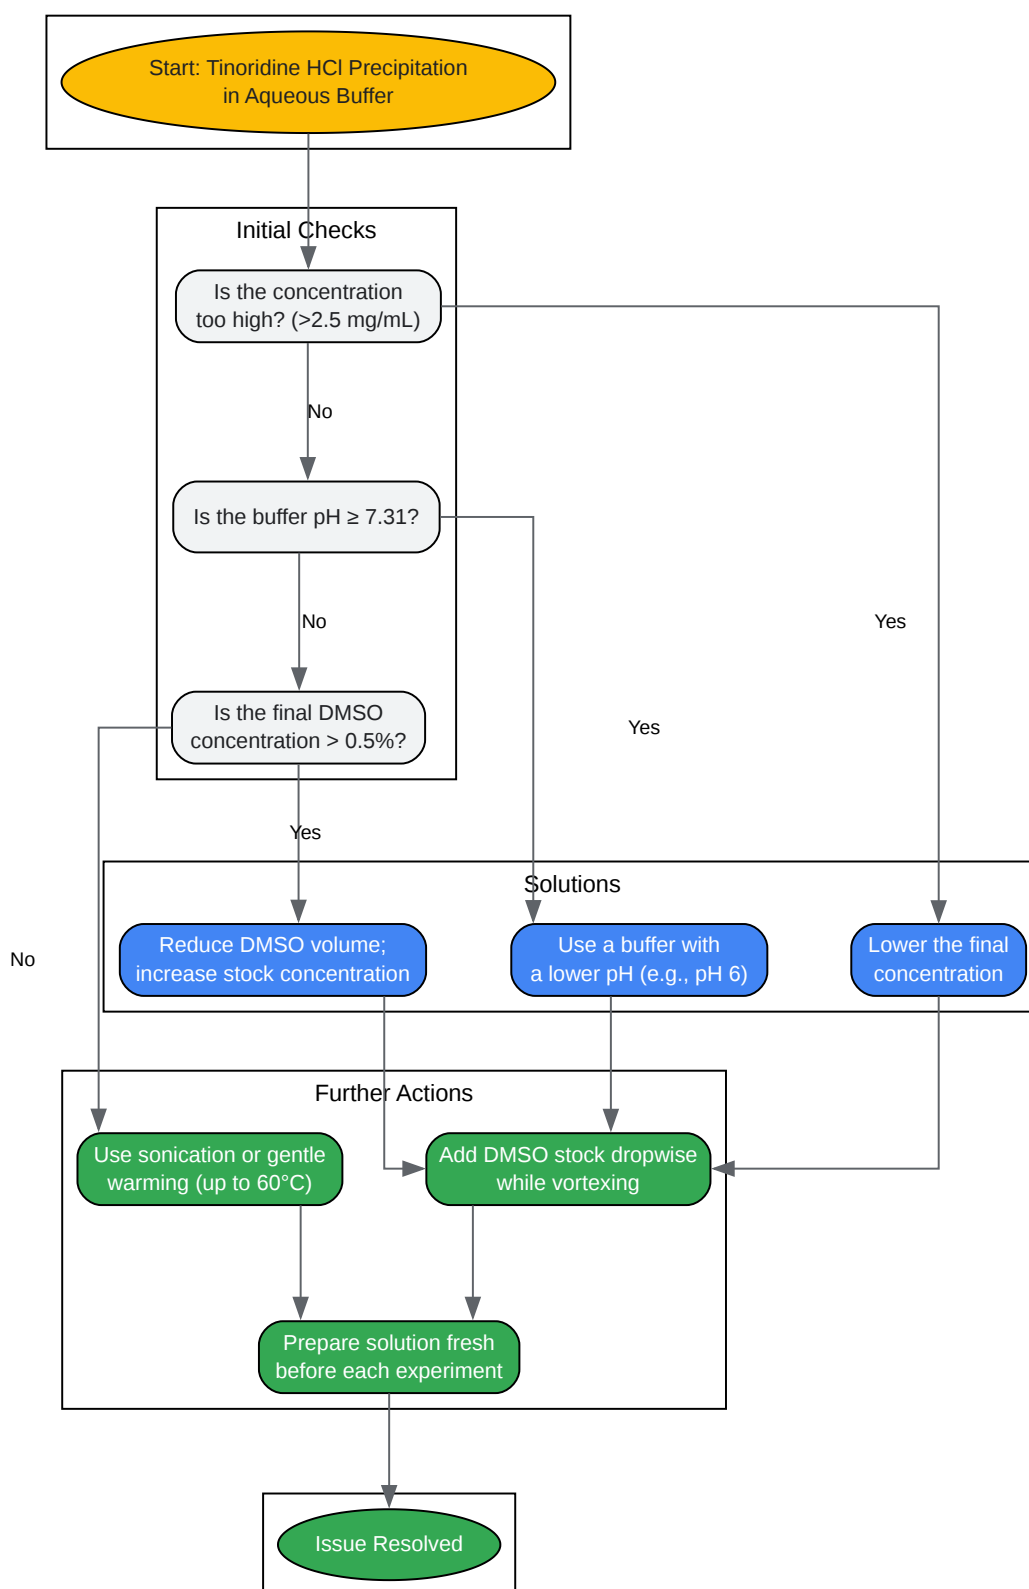 Start: Tinoridine HCl Precipitation
in Aqueous Buffer
Initial Checks
Is the concentration
too high? (>2.5 mg/mL)
No
Is the buffer pH ≥ 7.31?
No
Yes
Is the final DMSO
concentration > 0.5%?
Yes
Yes
Solutions
Reduce DMSO volume;
increase stock concentration
Use a buffer with
a lower pH (e.g., pH 6)
Lower the final
concentration
No
Further Actions
Use sonication or gentle
warming (up to 60°C)
Add DMSO stock dropwise
while vortexing
Prepare solution fresh
before each experiment
Issue Resolved